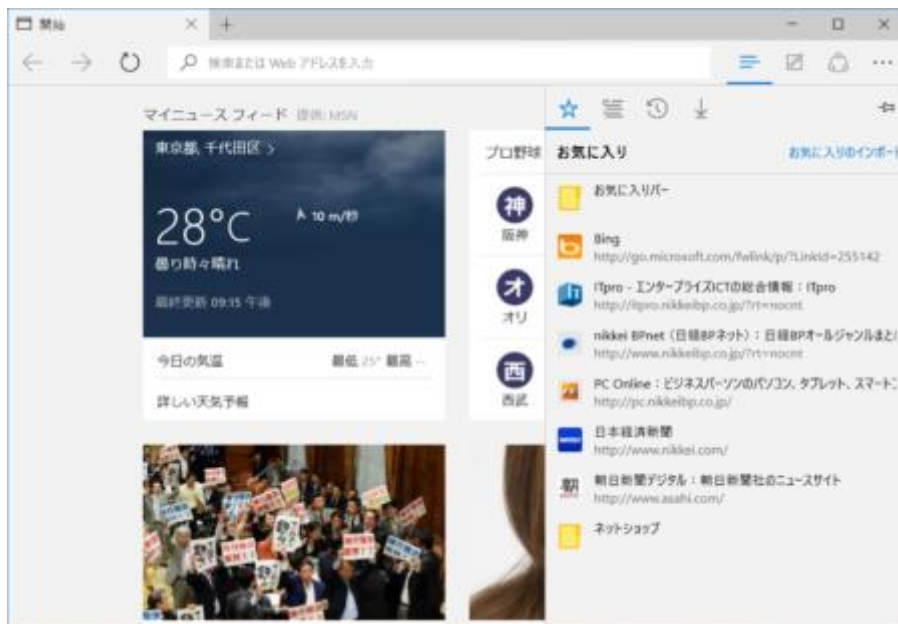 開始
検索または Web アドレスを入力
マイニュース フィード 提供: MSN
東京都, 千代田区 >
28°C
10 m/秒
曇り時々晴れ
最終更新 09:15 午後
今日の気温 最低 25° 最高 --
詳しい天気予報
プロ野球
神
阪神
オ
オリ
西
西武
お気に入り
お気に入りのインポート
お気に入りバー
Bing
http://go.microsoft.com/fwlink/p/?LinkId=255142
ITpro - エンタープライズICTの総合情報：ITpro
http://itpro.nikkeibp.co.jp/?rt=nocnt
nikkei BPnet（日経BPネット）：日経BPオールジャンルまと
http://www.nikkeibp.co.jp/?rt=nocnt
PC Online：ビジネスパーソンのパソコン、タブレット、スマート
http://pc.nikkeibp.co.jp/
日本経済新聞
http://www.nikkei.com/
朝日新聞デジタル：朝日新聞社のニュースサイト
http://www.asahi.com/
ネットショップ